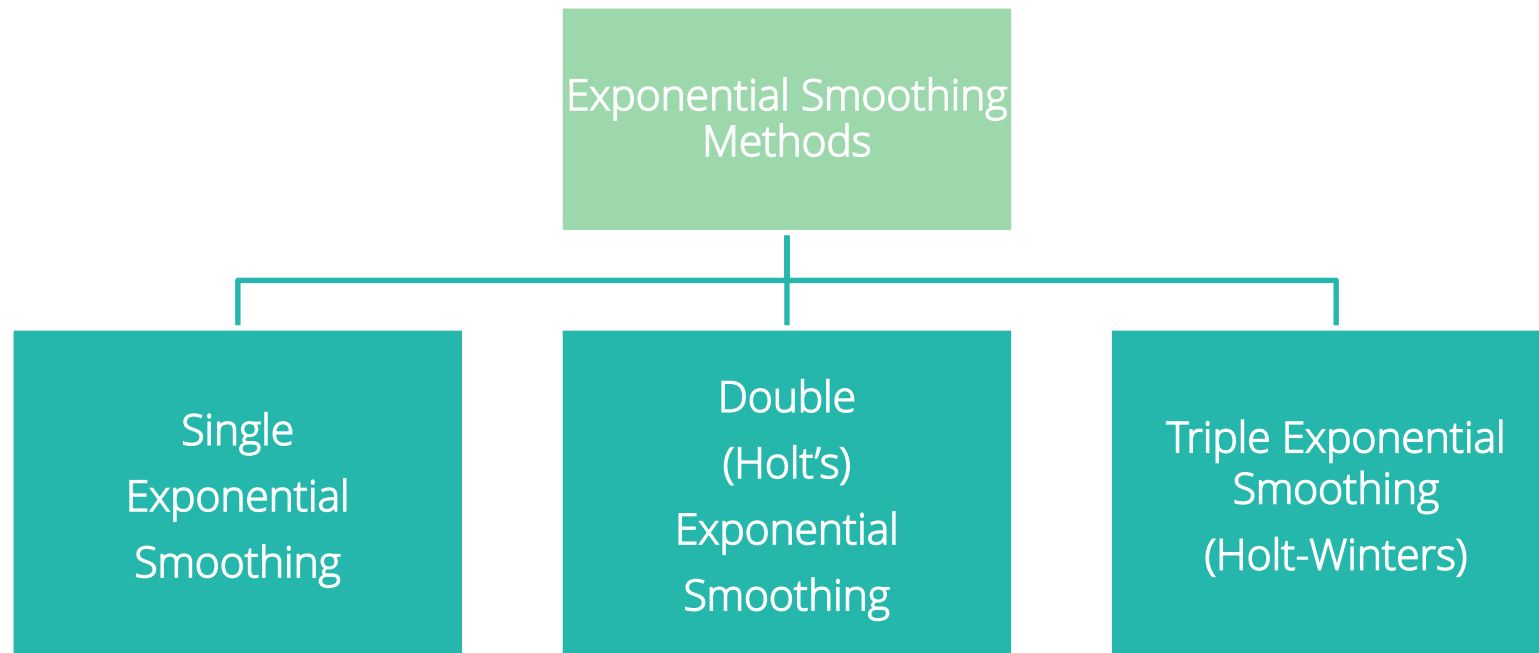 Exponential Smoothing
Methods
Single
Exponential
Smoothing
Double
(Holt’s)
Exponential
Smoothing
Triple Exponential
Smoothing
(Holt-Winters)